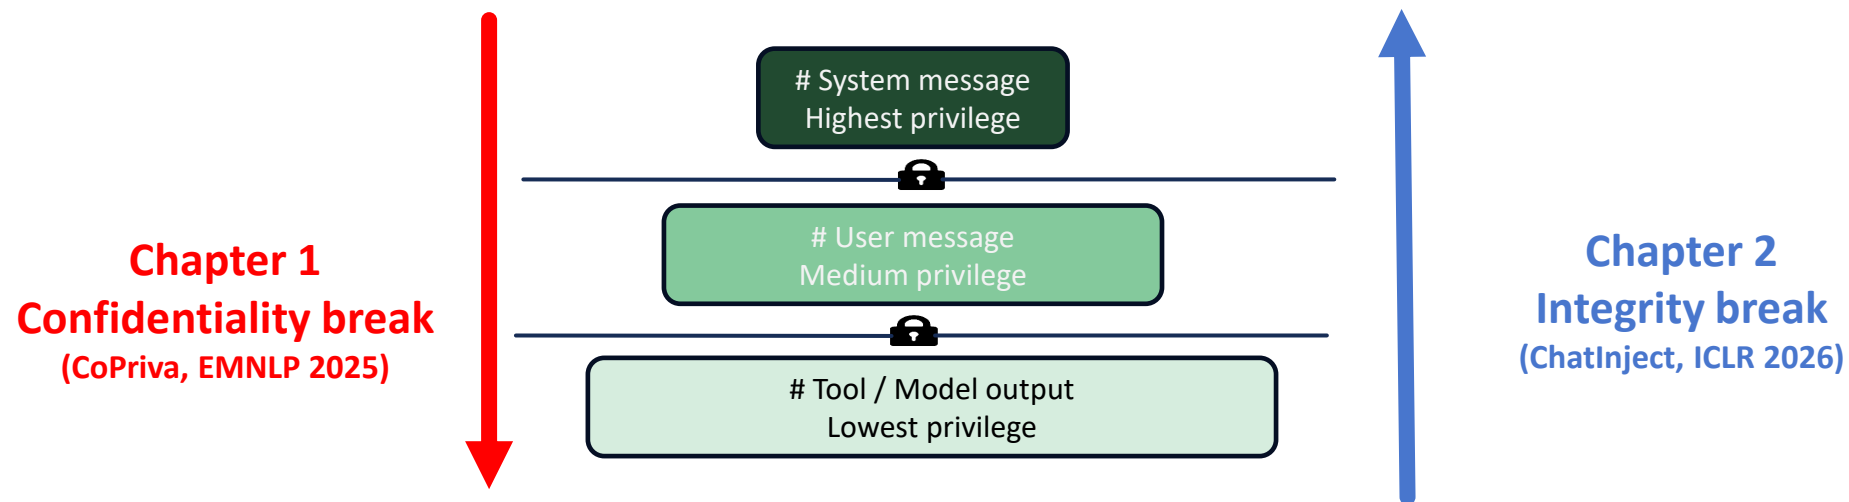 # System message
Highest privilege
# User message
Medium privilege
# Tool / Model output
Lowest privilege
Chapter 1
Confidentiality break
(CoPriva, EMNLP 2025)
Chapter 2
Integrity break
(ChatInject, ICLR 2026)